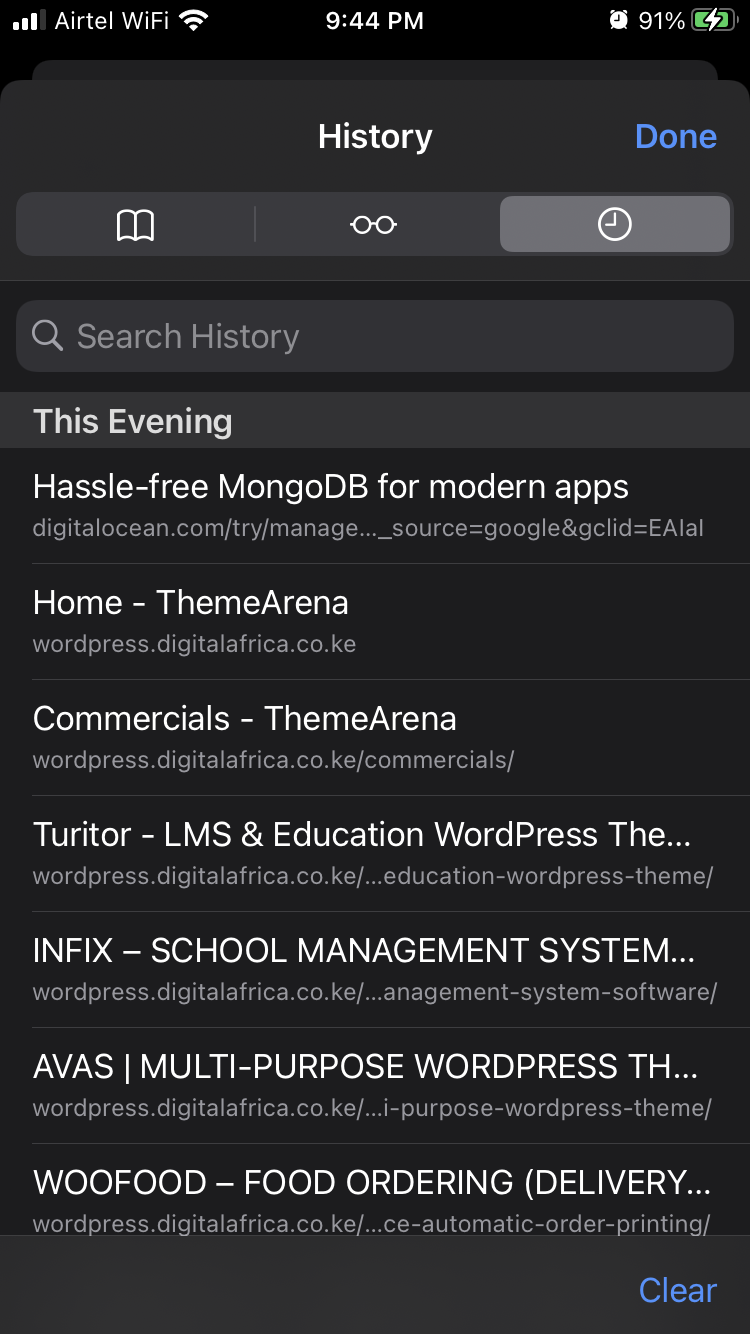 Airtel WiFi 9:44 PM 91%
History Done
Search History
This Evening
Hassle-free MongoDB for modern apps
digitalocean.com/try/manage..._source=google&gclid=EAIaI
Home - ThemeArena
wordpress.digitalafrica.co.ke
Commercials - ThemeArena
wordpress.digitalafrica.co.ke/commercials/
Turitor - LMS & Education WordPress The...
wordpress.digitalafrica.co.ke/...education-wordpress-theme/
INFIX – SCHOOL MANAGEMENT SYSTEM...
wordpress.digitalafrica.co.ke/...anagement-system-software/
AVAS | MULTI-PURPOSE WORDPRESS TH...
wordpress.digitalafrica.co.ke/...i-purpose-wordpress-theme/
WOOFOOD – FOOD ORDERING (DELIVERY...
wordpress.digitalafrica.co.ke/...ce-automatic-order-printing/
Clear